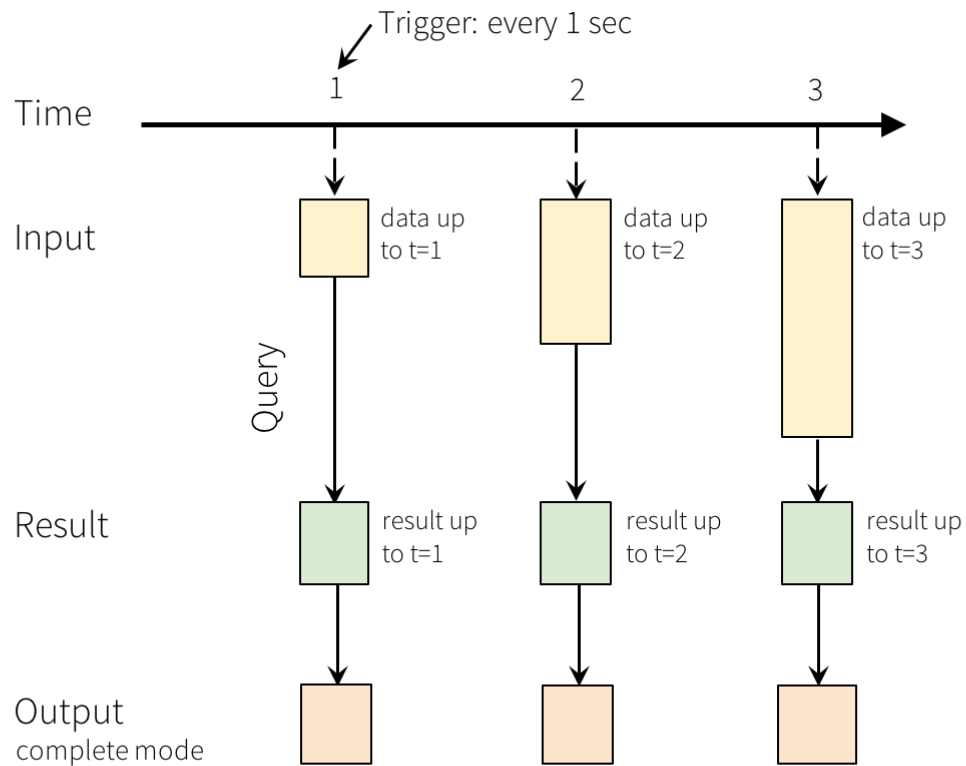 Trigger: every 1 sec
1
2
3
Time
Input
data up
to t=1
data up
to t=2
data up
to t=3
Query
Result
result up
to t=1
result up
to t=2
result up
to t=3
Output
complete mode